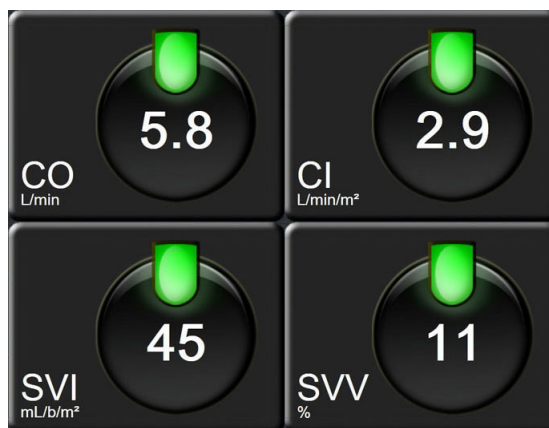 5.8
CO
L/min
2.9
CI
L/min/m²
45
SVI
mL/b/m²
11
SVV
%